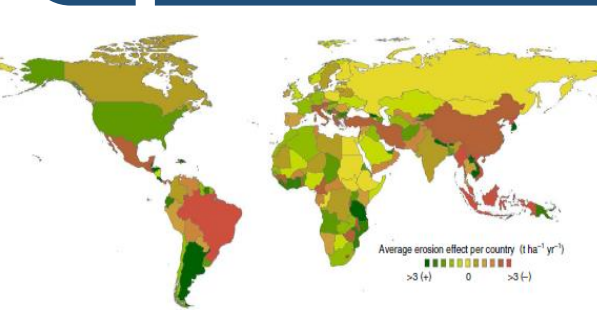 Average erosion effect per country (t ha⁻¹ yr⁻¹)
>3 (+) 0 >3 (−)